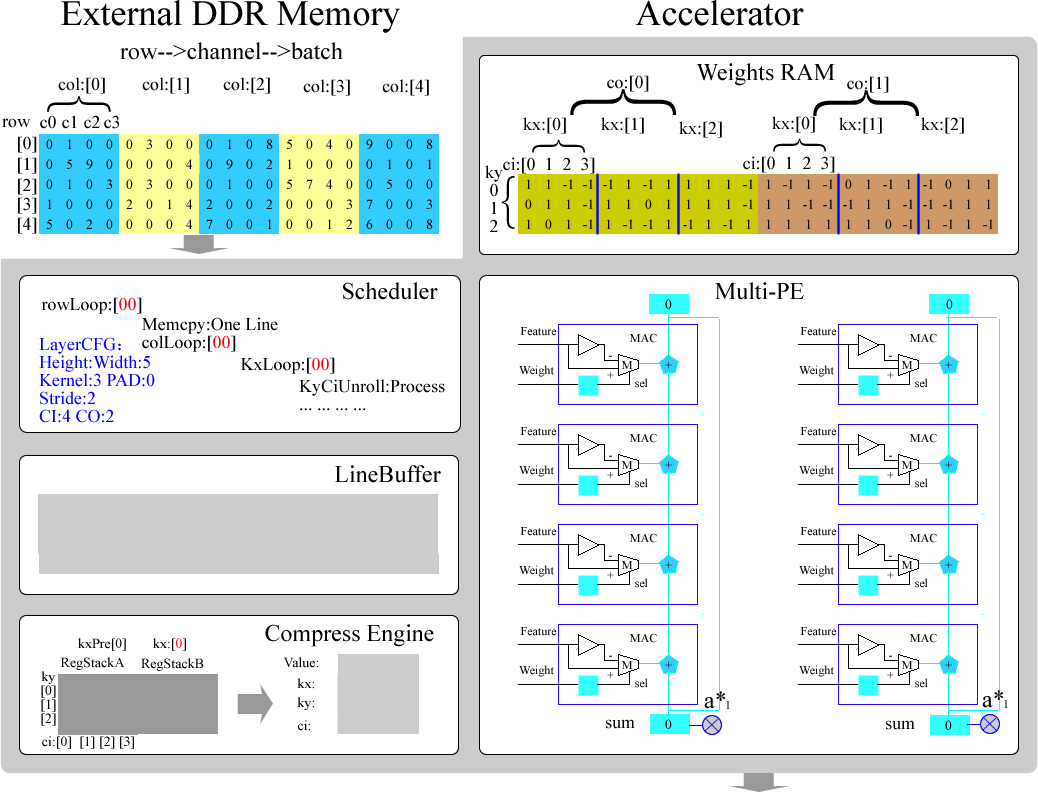 External DDR Memory
row-->channel-->batch
col:[0] col:[1] col:[2] col:[3] col:[4]
row c0 c1 c2 c3
[0] 0 1 0 0 0 3 0 0 0 1 0 8 5 0 4 0 9 0 0 8
[1] 0 5 9 0 0 0 0 4 0 9 0 2 1 0 0 0 0 1 0 1
[2] 0 1 0 3 0 3 0 0 0 1 0 0 5 7 4 0 0 5 0 0
[3] 1 0 0 0 2 0 1 4 2 0 0 2 0 0 0 3 7 0 0 3
[4] 5 0 2 0 0 0 0 4 7 0 0 1 0 0 1 2 6 0 0 8
Accelerator
Weights RAM
co:[0] co:[1]
kx:[0] kx:[1] kx:[2] kx:[0] kx:[1] kx:[2]
ci:[0 1 2 3] ci:[0 1 2 3]
ky
0 1 1 -1 -1 1 -1 -1 1 1 1 1 -1 1 -1 1 -1 0 1 -1 1 -1 0 1 1
1 0 1 1 -1 1 1 0 1 1 1 1 -1 1 1 1 -1 -1 1 1 -1 -1 1 1 -1
2 1 0 1 -1 1 -1 -1 1 -1 1 1 -1 1 1 1 -1 1 1 0 -1 1 -1 1 -1
Scheduler
rowLoop:[00]
Memcpy:One Line
LayerCFG: colLoop:[00]
Height:Width:5 KxLoop:[00]
Kernel:3 PAD:0
KyCiUnroll:Process
Stride:2
... ... ... ...
CI:4 CO:2
LineBuffer
Compress Engine
kxPre[0] kx:[0]
RegStackA RegStackB
ky
[0]
[1]
[2]
ci:[0] [1] [2] [3]
Value:
kx:
ky:
ci:
Multi-PE
0 0
Feature MAC Feature MAC
- M + - M +
Weight + sel Weight + sel
Feature MAC Feature MAC
- M + - M +
Weight + sel Weight + sel
Feature MAC Feature MAC
- M + - M +
Weight + sel Weight + sel
Feature MAC Feature MAC
- M + - M +
Weight + sel Weight + sel
a*1 a*1
sum 0 sum 0